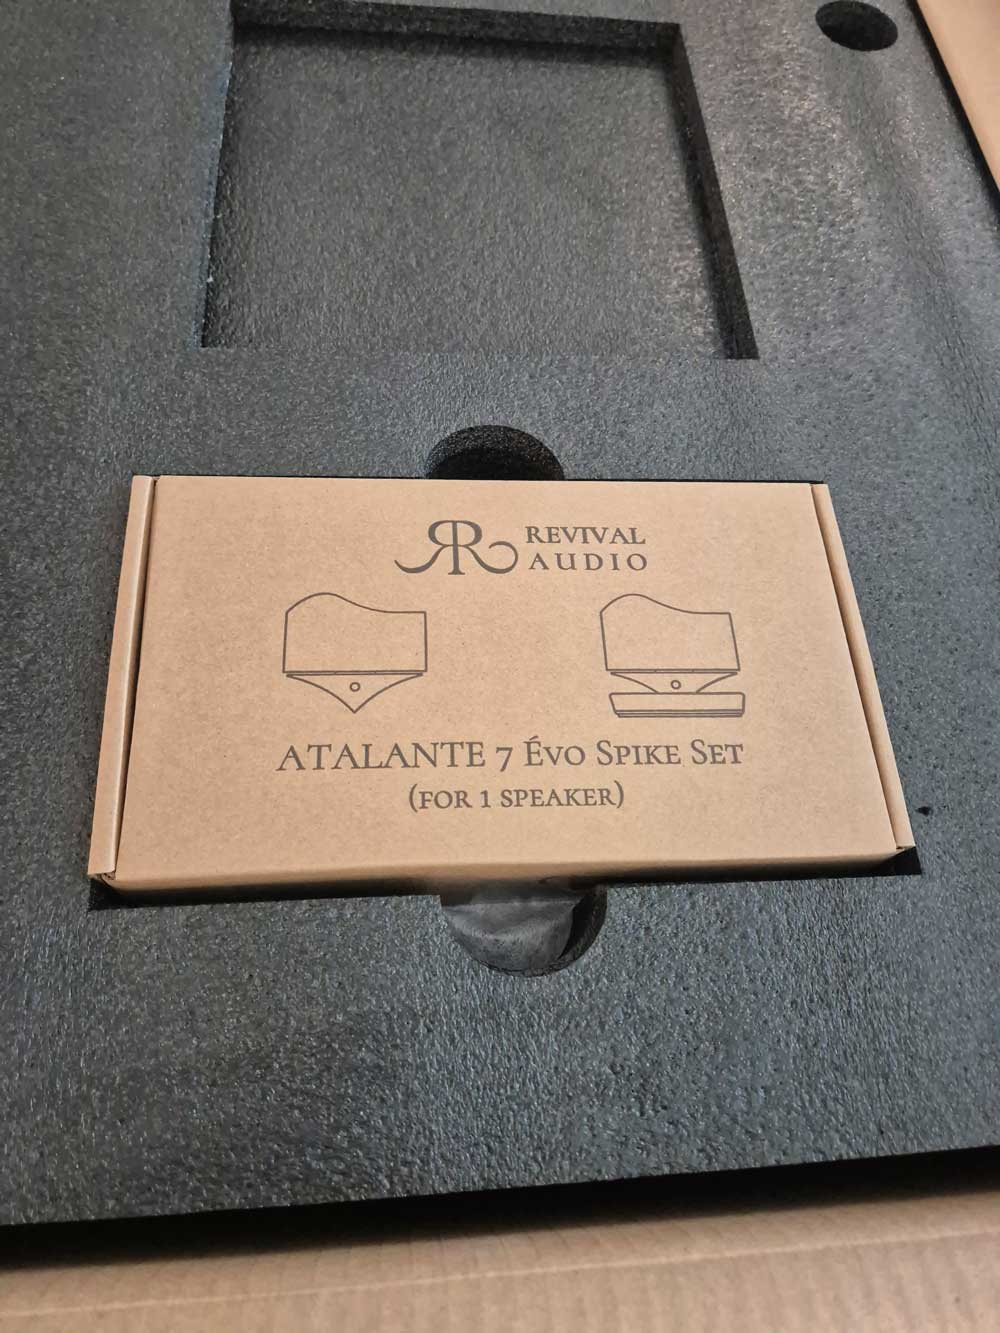 REVIVAL
AUDIO
ATALANTE 7 ÉVO SPIKE SET
(FOR 1 SPEAKER)